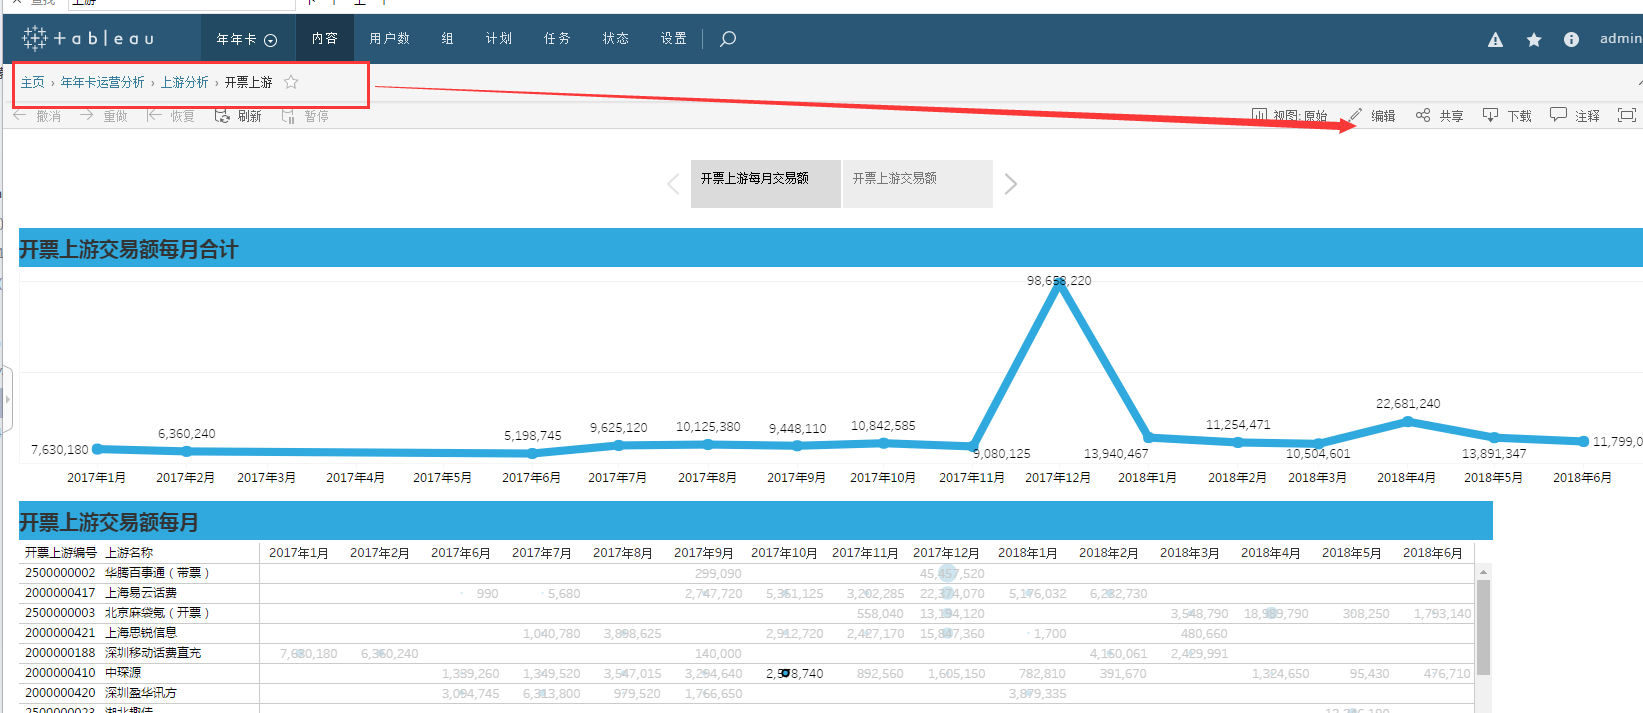 上游
tableau 年年卡 内容 用户数 组 计划 任务 状态 设置 admin
主页 › 年年卡运营分析 › 上游分析 › 开票上游
撤消 重做 恢复 刷新 暂停 视图: 原始 编辑 共享 下载 注释
开票上游每月交易额 开票上游交易额
开票上游交易额每月合计
98,658,220
22,681,240
9,625,120 10,125,380 9,448,110 10,842,585 11,254,471
6,360,240 5,198,745
7,630,180 9,080,125 13,940,467 10,504,601 13,891,347 11,799,0
2017年1月 2017年2月 2017年3月 2017年4月 2017年5月 2017年6月 2017年7月 2017年8月 2017年9月 2017年10月 2017年11月 2017年12月 2018年1月 2018年2月 2018年3月 2018年4月 2018年5月 2018年6月
开票上游交易额每月
开票上游编号 上游名称 2017年1月 2017年2月 2017年6月 2017年7月 2017年8月 2017年9月 2017年10月 2017年11月 2017年12月 2018年1月 2018年2月 2018年3月 2018年4月 2018年5月 2018年6月
2500000002 华腾百事通（带票） 299,090 45,457,520
2000000417 上海易云话费 990 5,680 2,747,720 5,351,125 3,202,285 22,374,070 5,176,032 6,282,730
2500000003 北京麻袋氪（开票） 558,040 13,194,120 3,548,790 18,939,790 308,250 1,793,140
2000000421 上海思锐信息 1,040,780 3,898,625 2,912,720 2,427,170 15,847,360 1,700 480,660
2000000188 深圳移动话费直充 7,630,180 6,360,240 140,000 4,150,061 2,429,991
2000000410 中琛源 1,339,260 1,349,520 3,547,015 3,294,640 2,578,740 892,560 1,605,150 782,810 391,670 1,324,650 95,430 476,710
2000000420 深圳盈华讯方 3,094,745 6,313,800 979,520 1,766,650 3,879,335